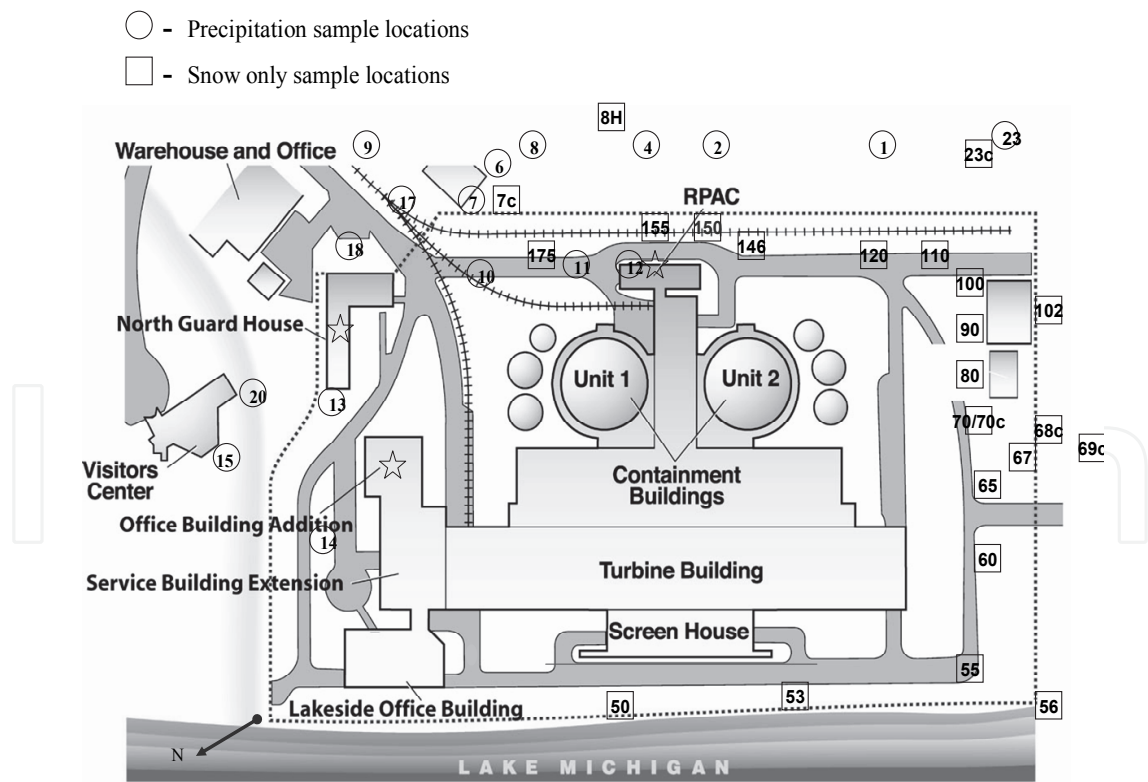 - Precipitation sample locations
- Snow only sample locations
8H
9
8
4
2
1
23
23c
Warehouse and Office
6
17
7
7c
RPAC
155
150
18
175
146
120
110
10
11
12
100
102
North Guard House
90
Unit 1
Unit 2
80
20
13
70/70c
68c
69c
15
67
Visitors
Center
Containment
Buildings
65
Office Building Addition
14
60
Turbine Building
Service Building Extension
Screen House
55
53
50
56
Lakeside Office Building
N
LAKE MICHIGAN